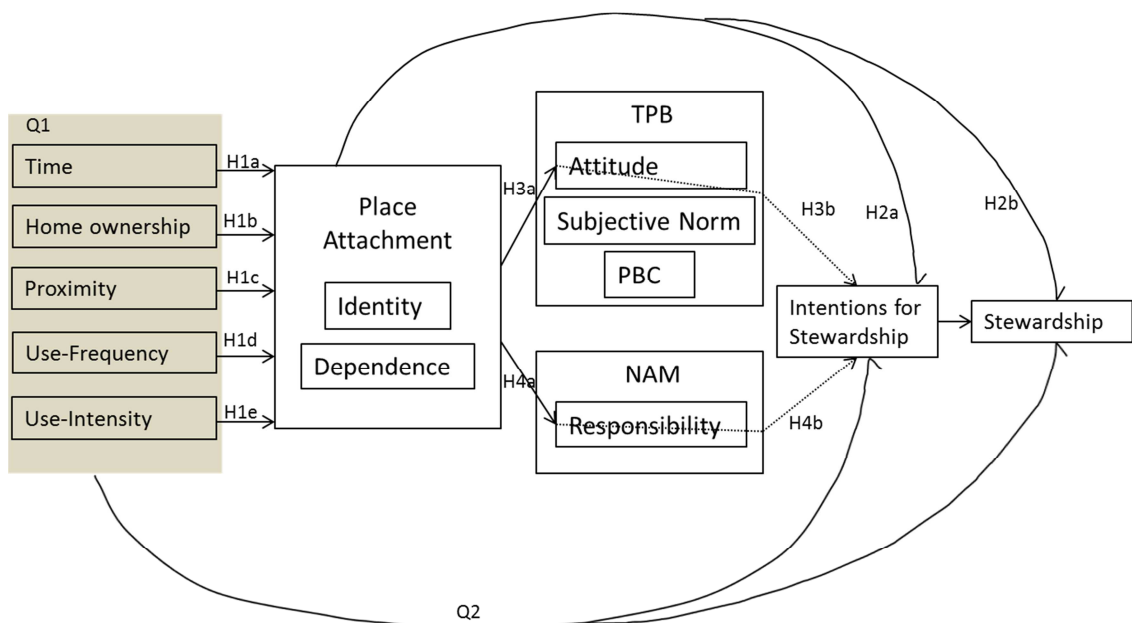 Q1
Time
Home ownership
Proximity
Use-Frequency
Use-Intensity
H1a
H1b
H1c
H1d
H1e
Place
Attachment
Identity
Dependence
H3a
H4a
TPB
Attitude
Subjective Norm
PBC
NAM
Responsibility
H3b
H4b
H2a
H2b
Intentions for
Stewardship
Stewardship
Q2